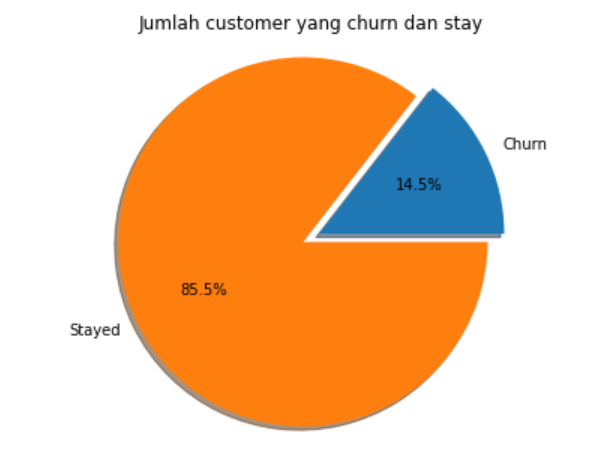 Jumlah customer yang churn dan stay
Churn
14.5%
85.5%
Stayed